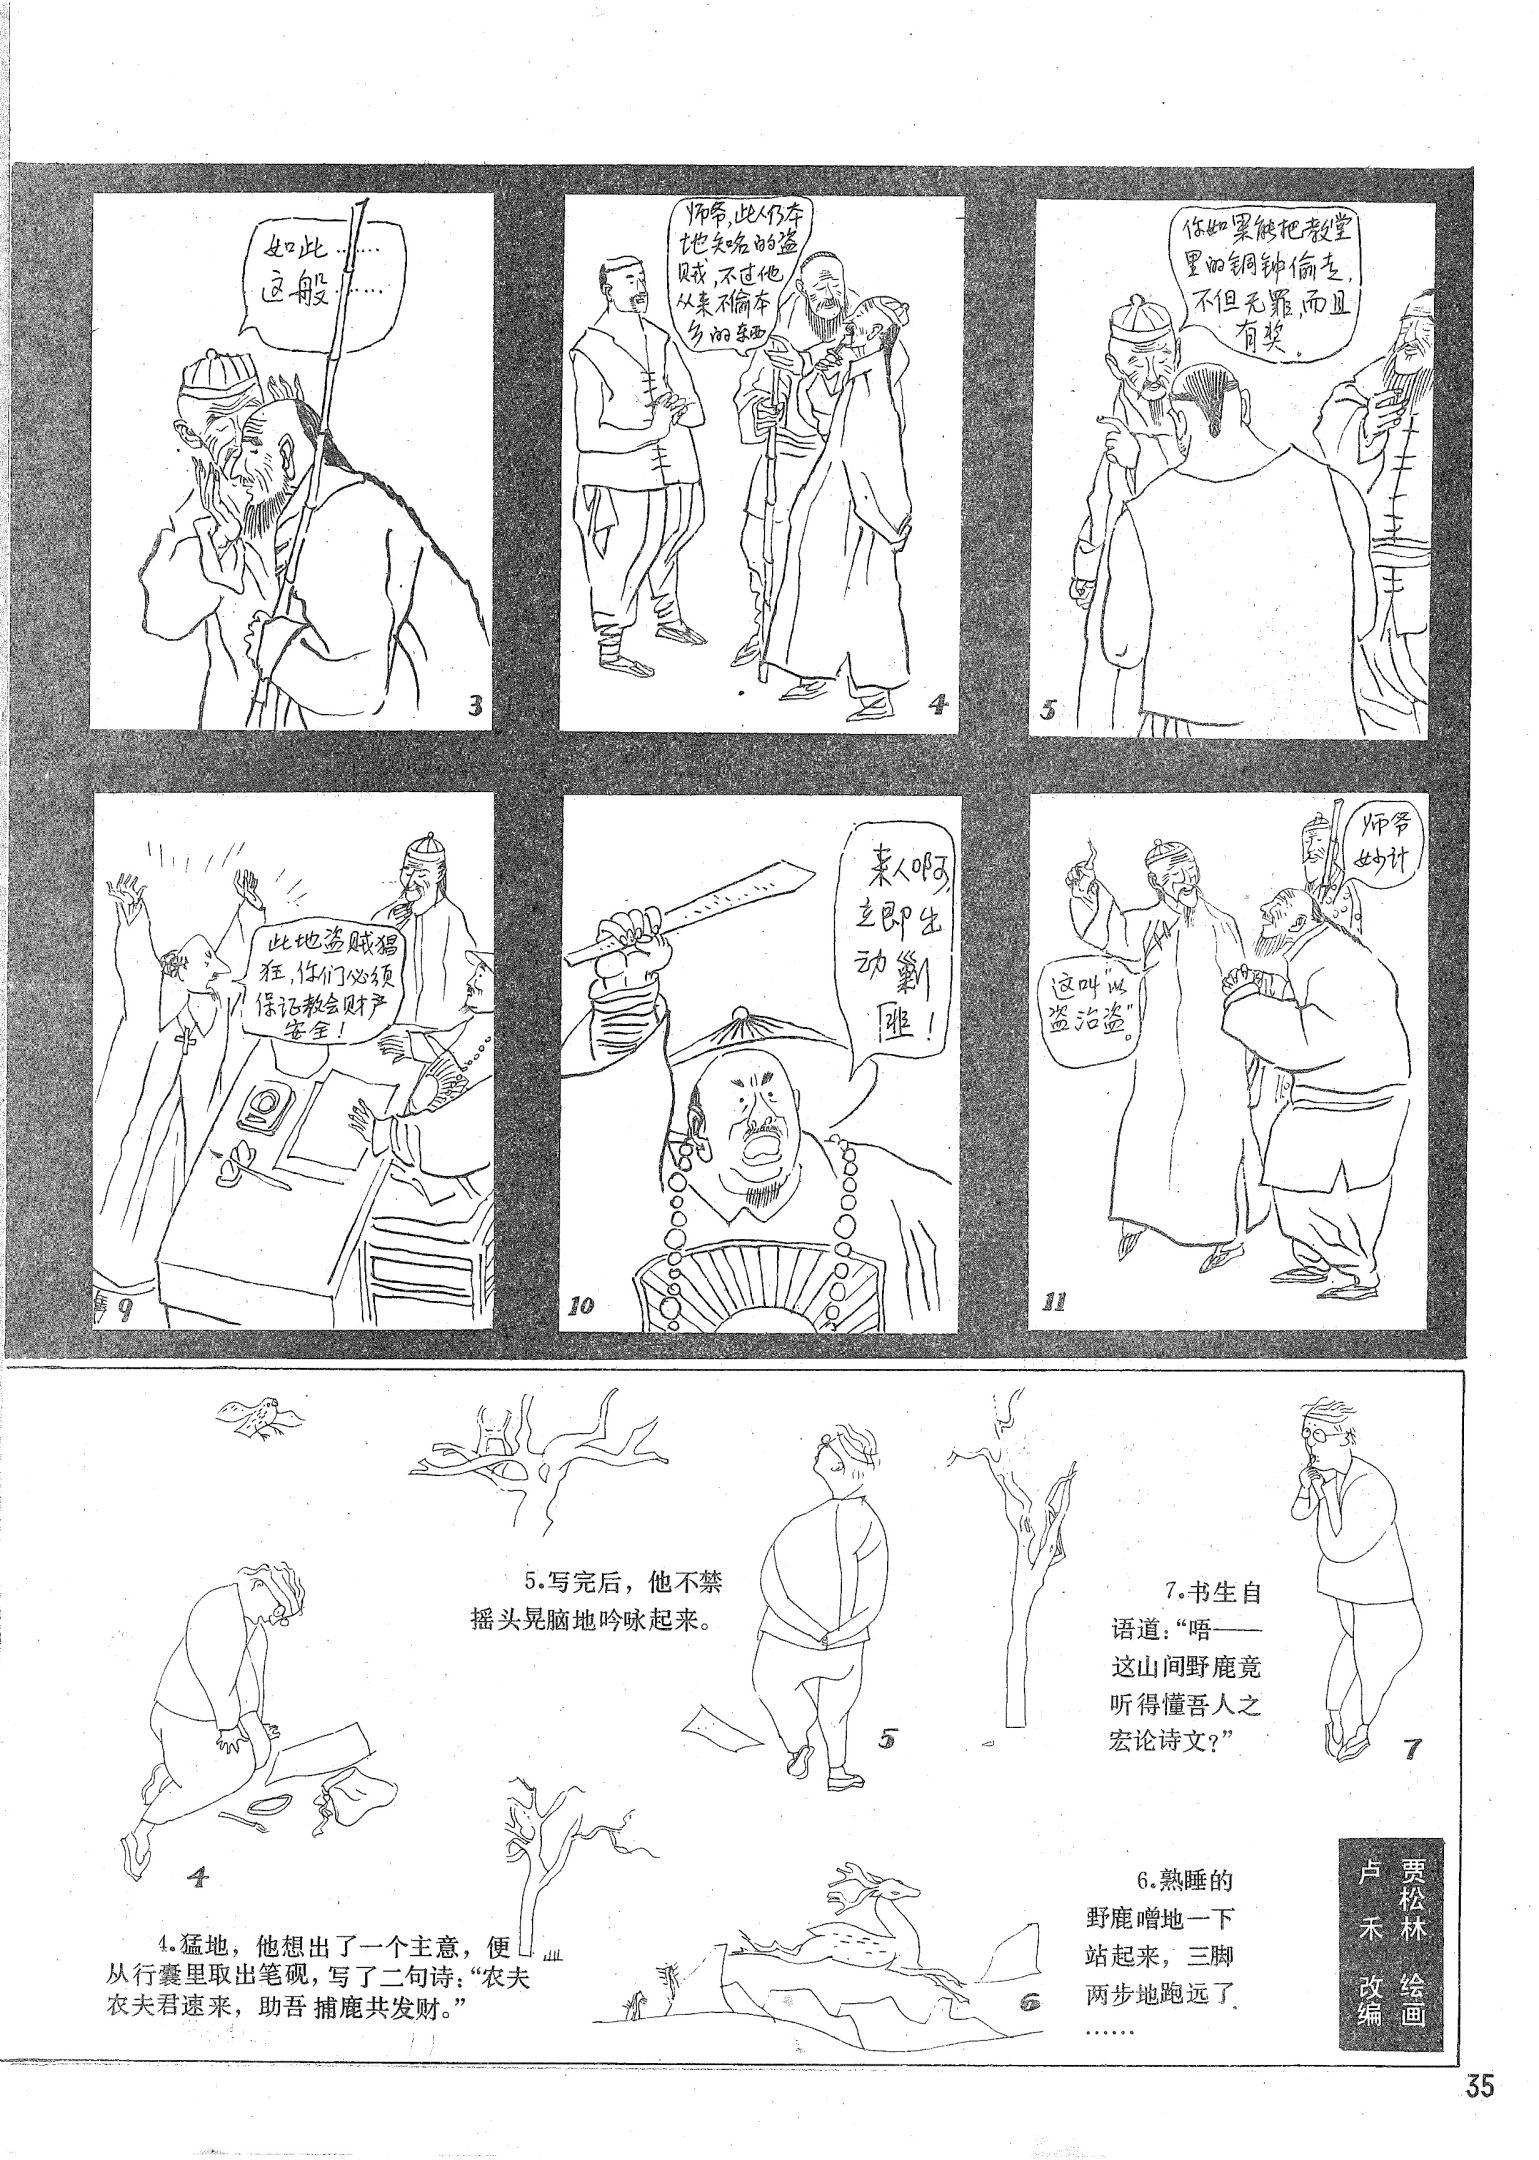 如此……
这般……
3
师爷，此人仍本
地知名的盗
贼，不过他
从来不偷本
乡的东西
4
你如果能把教堂
里的铜钟偷走，
不但无罪，而且
有奖。
5
此地盗贼猖
狂，你们必须
保证教会财产
安全！
9
来人啊，
立即出
动剿
匪！
10
师爷
妙计
这叫“以
盗治盗”。
11
4
4.猛地，他想出了一个主意，便
从行囊里取出笔砚，写了二句诗：“农夫
农夫君速来，助吾捕鹿共发财。”
5.写完后，他不禁
摇头晃脑地吟咏起来。
5
6.熟睡的
野鹿噌地一下
站起来，三脚
两步地跑远了
……
6
7.书生自
语道：“唔——
这山间野鹿竟
听得懂吾人之
宏论诗文？”
7
贾松林 绘画
卢禾 改编
35